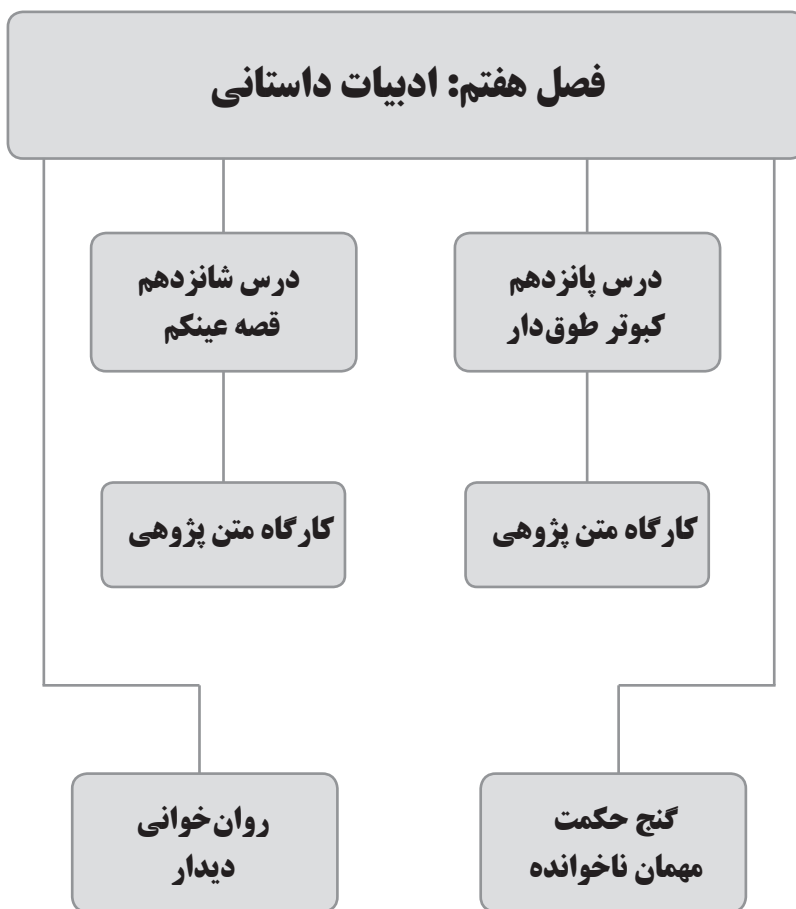 فصل هفتم: ادبیات داستانی
درس پانزدهم
کبوتر طوق‌دار
درس شانزدهم
قصه عینکم
کارگاه متن پژوهی
کارگاه متن پژوهی
گنج حکمت
مهمان ناخوانده
روان‌خوانی
دیدار